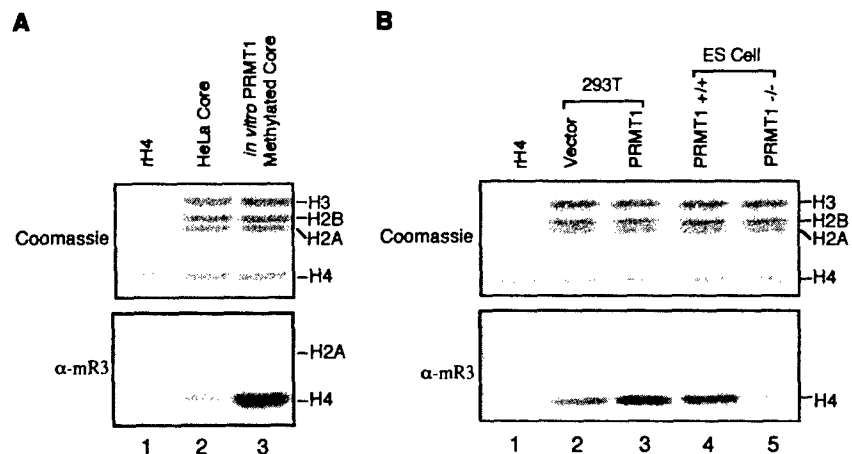 A
rH4
HeLa Core
in vitro PRMT1
Methylated Core
Coomassie
H3
H2B
H2A
H4
α-mR3
H2A
H4
1 2 3
B
ES Cell
293T
rH4
Vector
PRMT1
PRMT1 +/+
PRMT1 -/-
Coomassie
H3
H2B
H2A
H4
α-mR3
H4
1 2 3 4 5